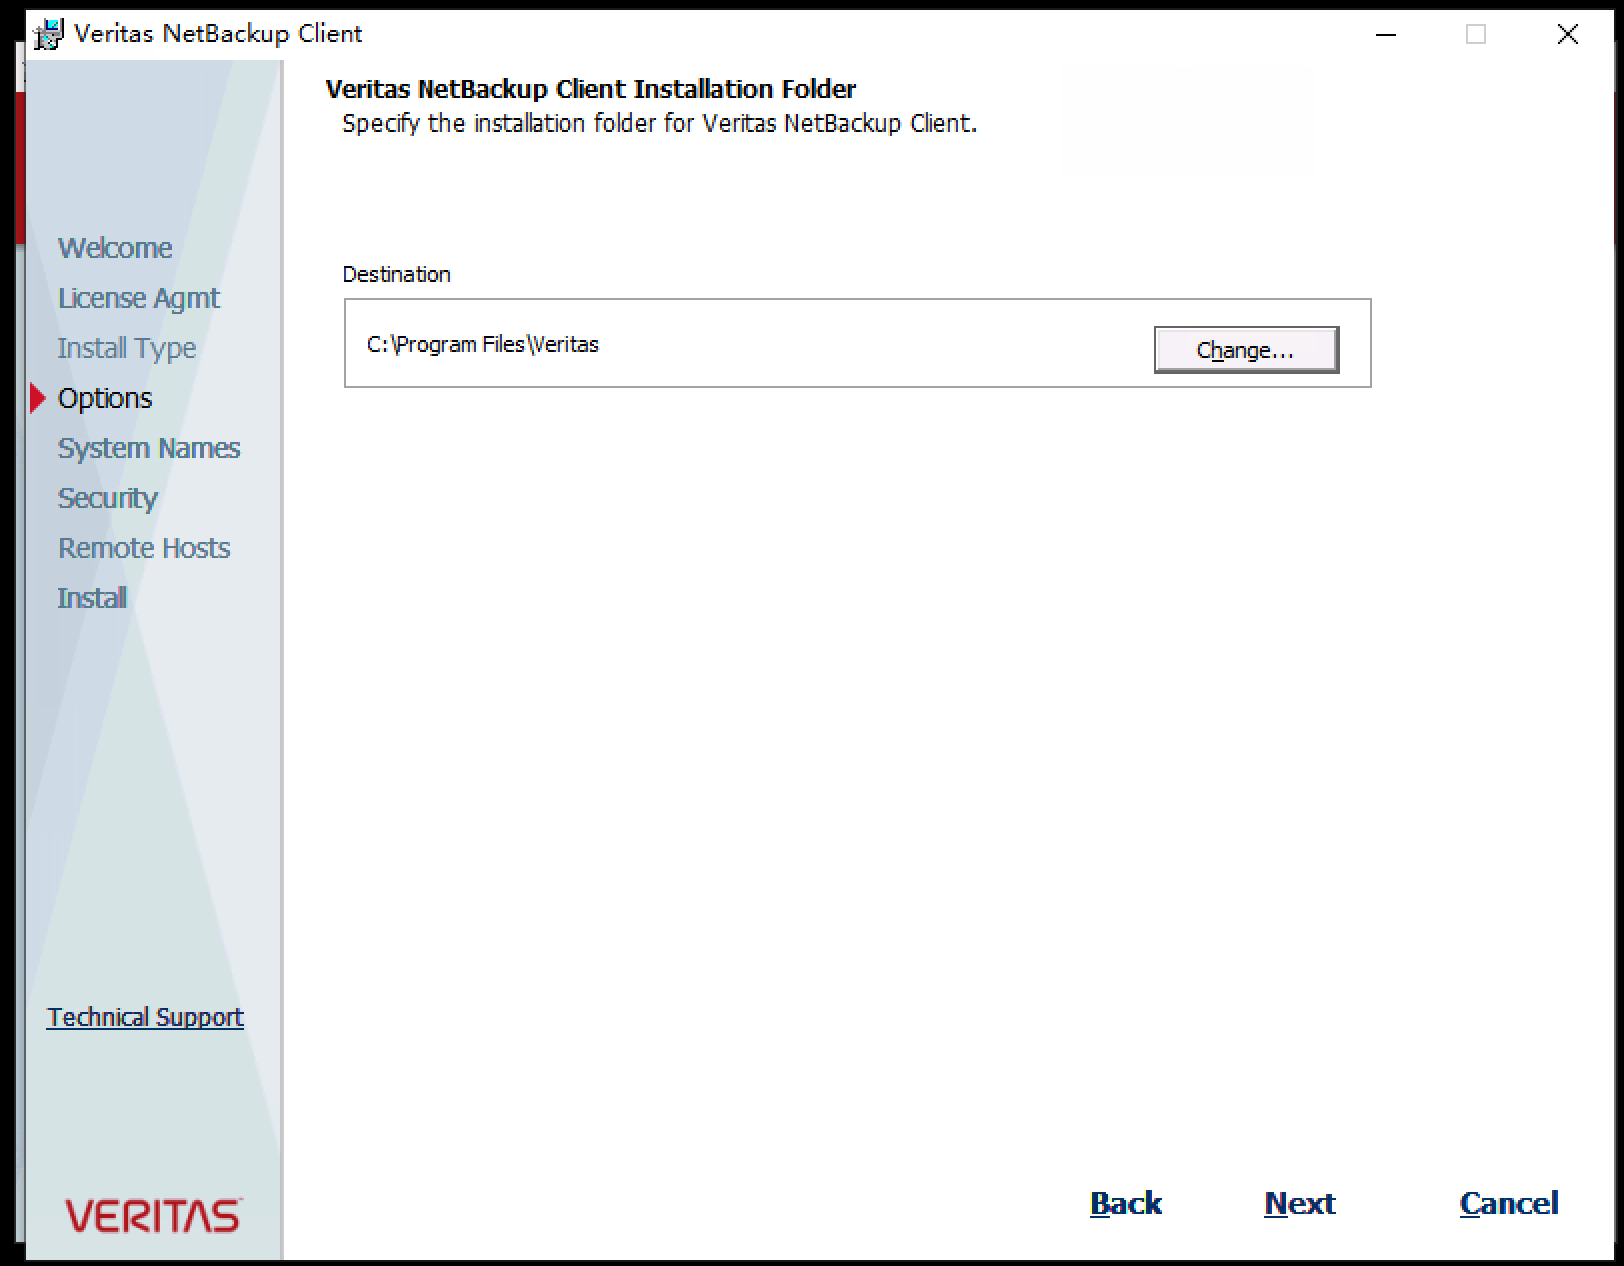 Veritas NetBackup Client
Veritas NetBackup Client Installation Folder
Specify the installation folder for Veritas NetBackup Client.
Welcome
License Agmt
Install Type
Options
System Names
Security
Remote Hosts
Install
Destination
C:\Program Files\Veritas
Change...
Technical Support
VERITAS
Back
Next
Cancel